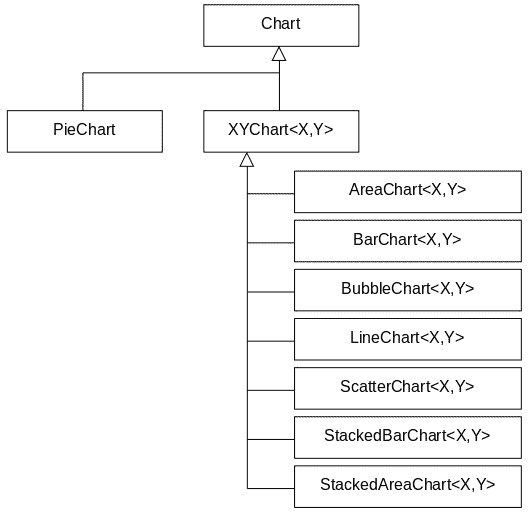 Chart
PieChart
XYChart<X,Y>
AreaChart<X,Y>
BarChart<X,Y>
BubbleChart<X,Y>
LineChart<X,Y>
ScatterChart<X,Y>
StackedBarChart<X,Y>
StackedAreaChart<X,Y>